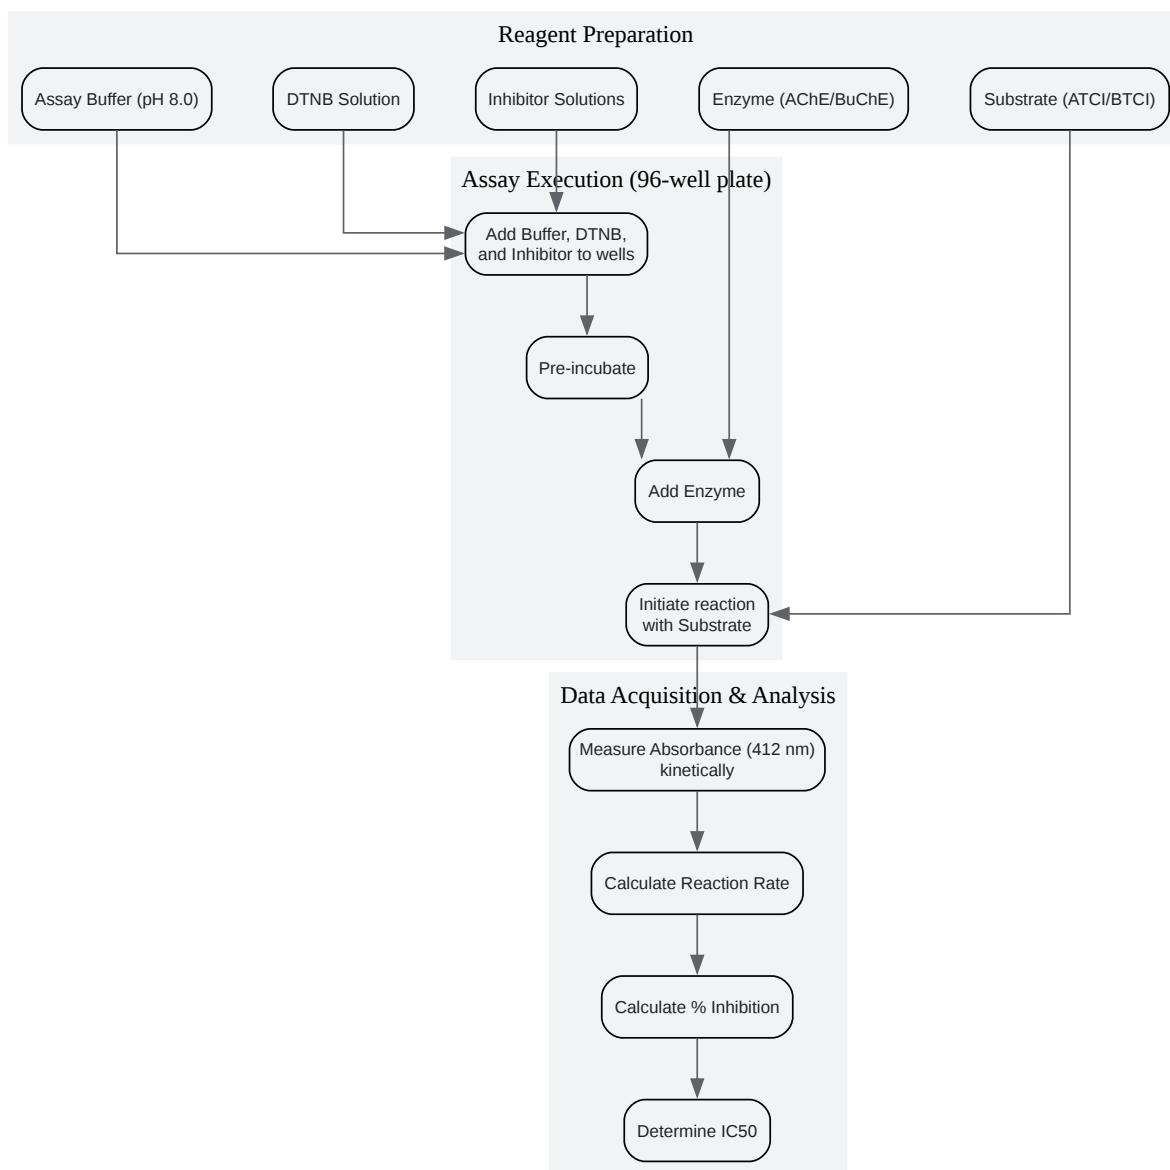 Reagent Preparation
Assay Buffer (pH 8.0)
DTNB Solution
Inhibitor Solutions
Enzyme (AChE/BuChE)
Substrate (ATCI/BTCI)
Assay Execution (96-well plate)
Add Buffer, DTNB,
and Inhibitor to wells
Pre-incubate
Add Enzyme
Initiate reaction
with Substrate
Data Acquisition & Analysis
Measure Absorbance (412 nm)
kinetically
Calculate Reaction Rate
Calculate % Inhibition
Determine IC50